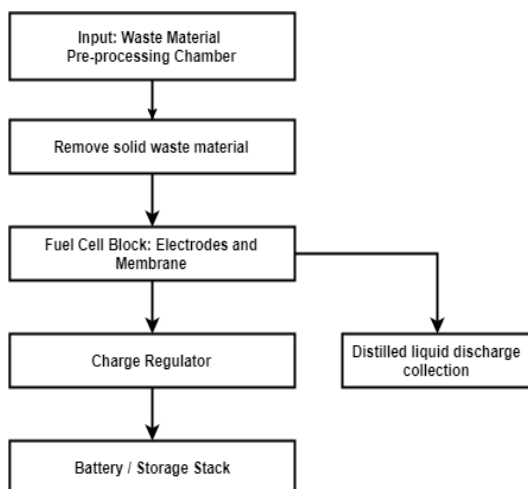 Input: Waste Material
Pre-processing Chamber
Remove solid waste material
Fuel Cell Block: Electrodes and
Membrane
Charge Regulator
Distilled liquid discharge
collection
Battery / Storage Stack